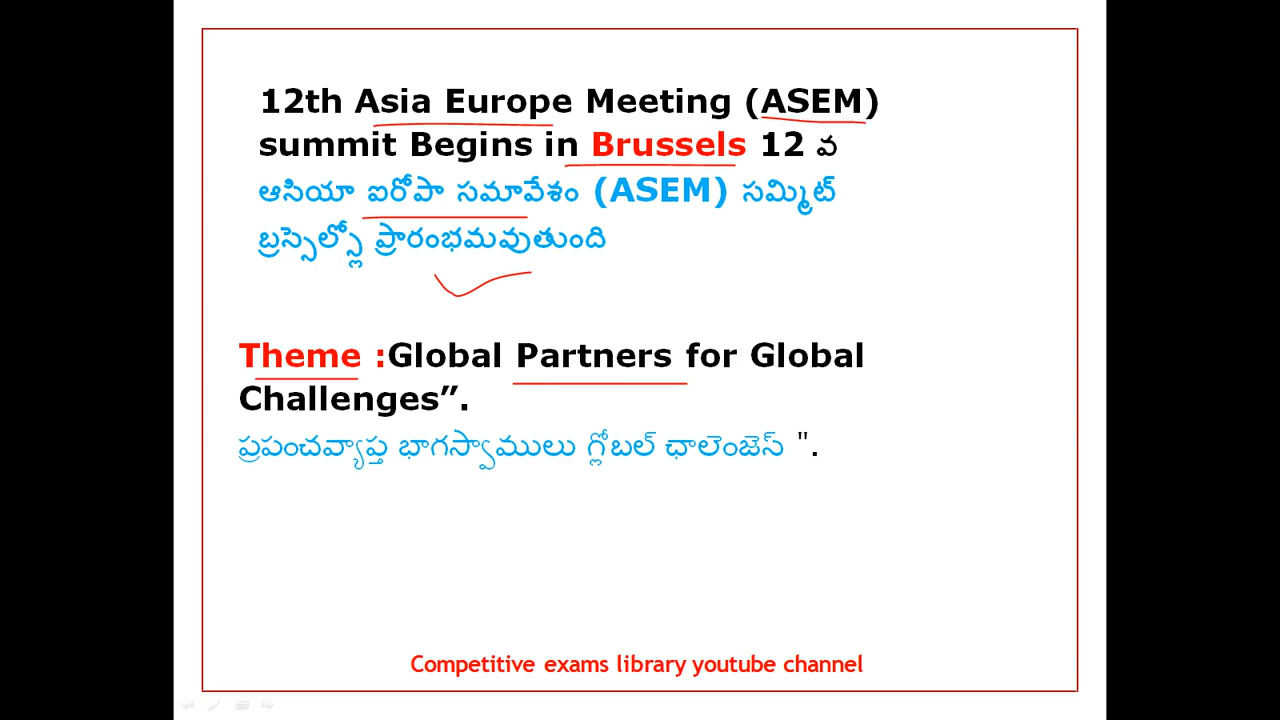 12th Asia Europe Meeting (ASEM)
summit Begins in Brussels 12 వ
ఆసియా ఐరోపా సమావేశం (ASEM) సమ్మిట్
బ్రస్సెల్స్లో ప్రారంభమవుతుంది
Theme :Global Partners for Global
Challenges”.
ప్రపంచవ్యాప్త భాగస్వాములు గ్లోబల్ ఛాలెంజెస్ ".
Competitive exams library youtube channel